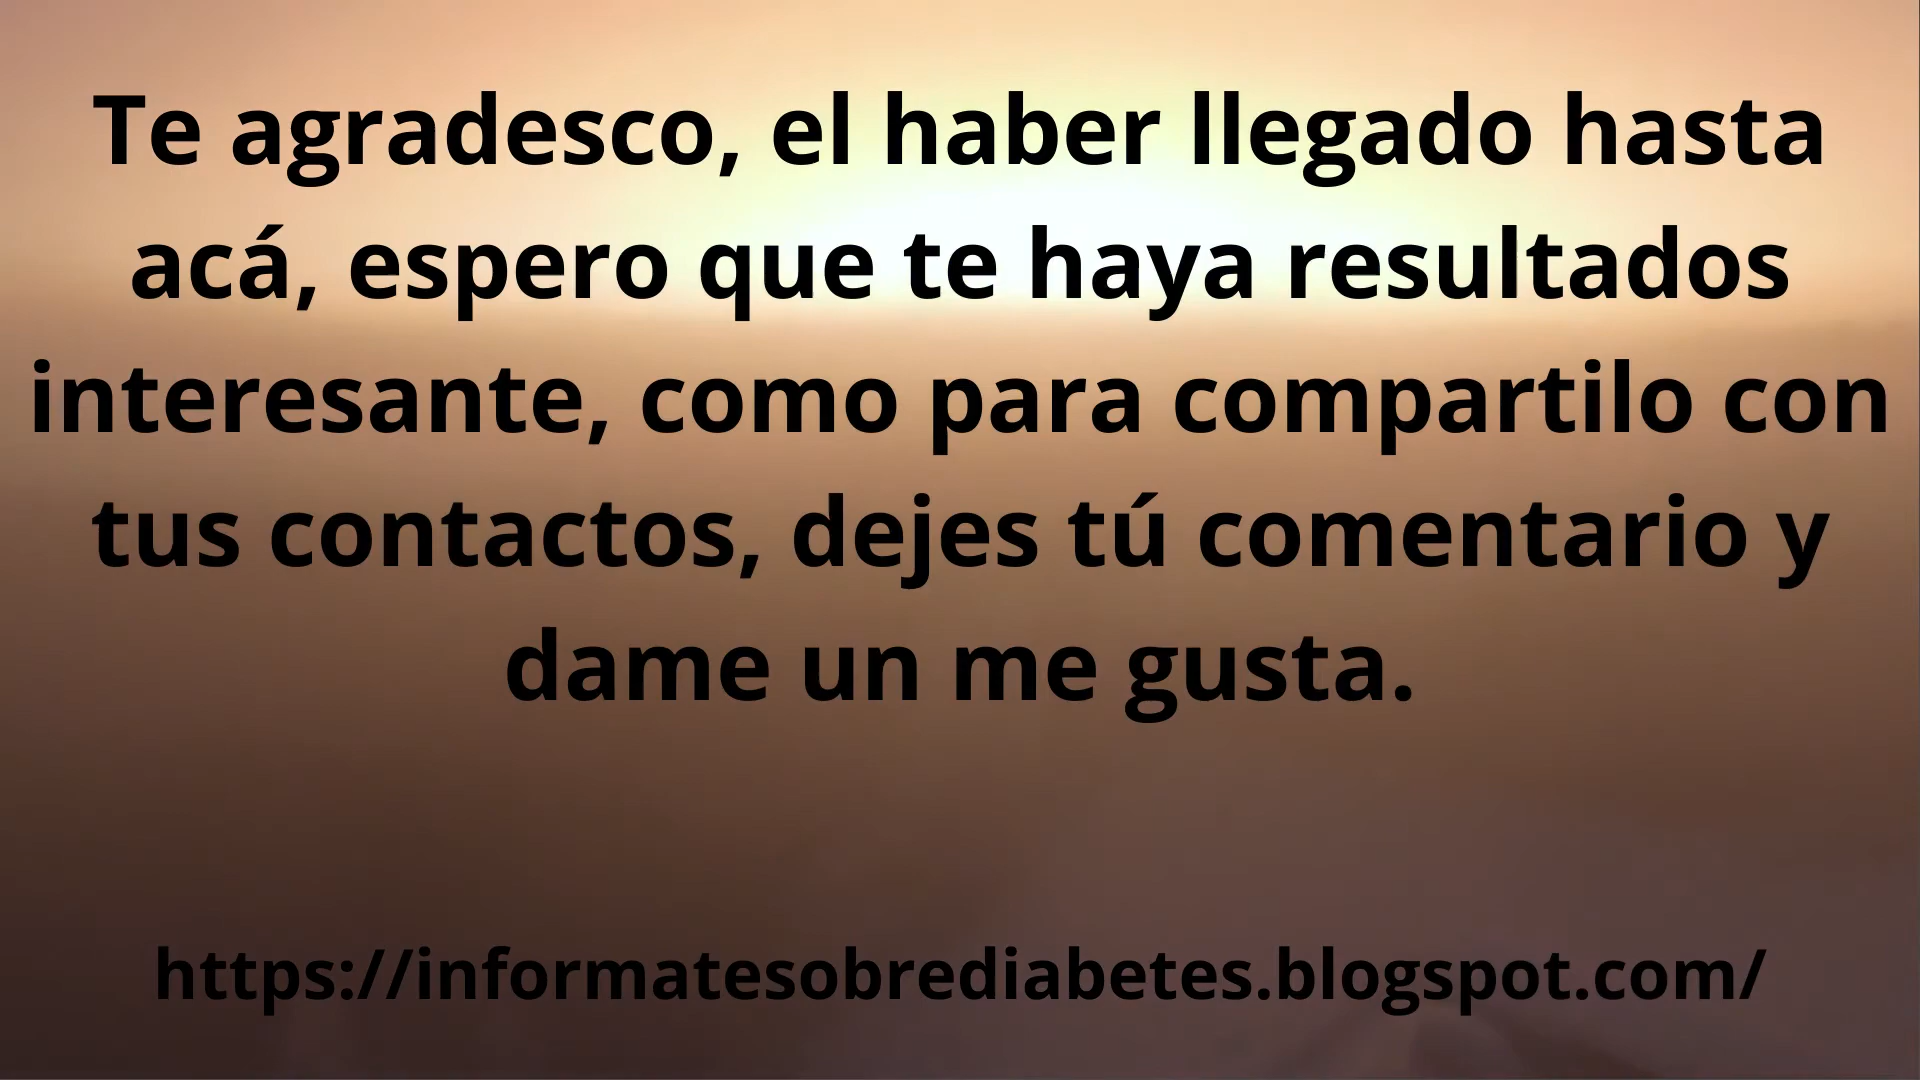 Te agradesco, el haber llegado hasta
acá, espero que te haya resultados
interesante, como para compartilo con
tus contactos, dejes tú comentario y
dame un me gusta.
https://informatesobrediabetes.blogspot.com/